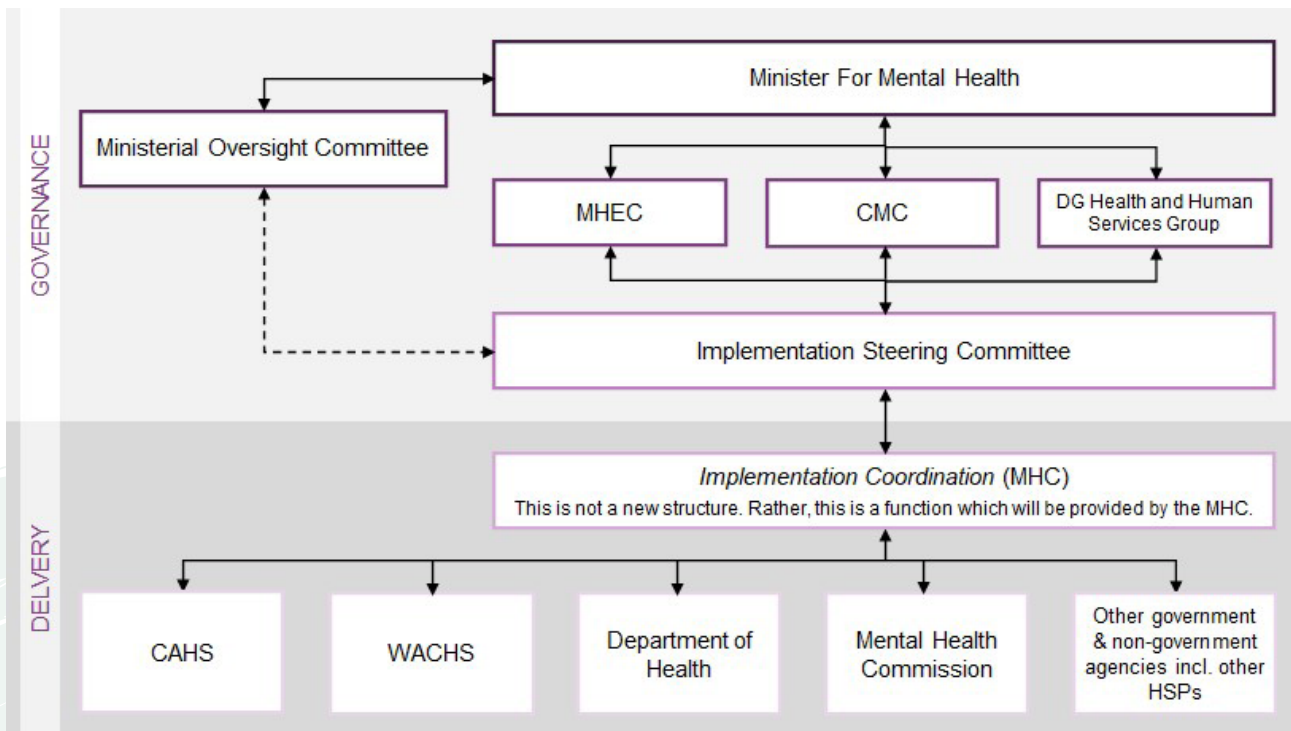 GOVERNANCE
Minister For Mental Health
Ministerial Oversight Committee
MHEC
CMC
DG Health and Human
Services Group
Implementation Steering Committee
DELVERY
Implementation Coordination (MHC)
This is not a new structure. Rather, this is a function which will be provided by the MHC.
CAHS
WACHS
Department of
Health
Mental Health
Commission
Other government
& non-government
agencies incl. other
HSPs